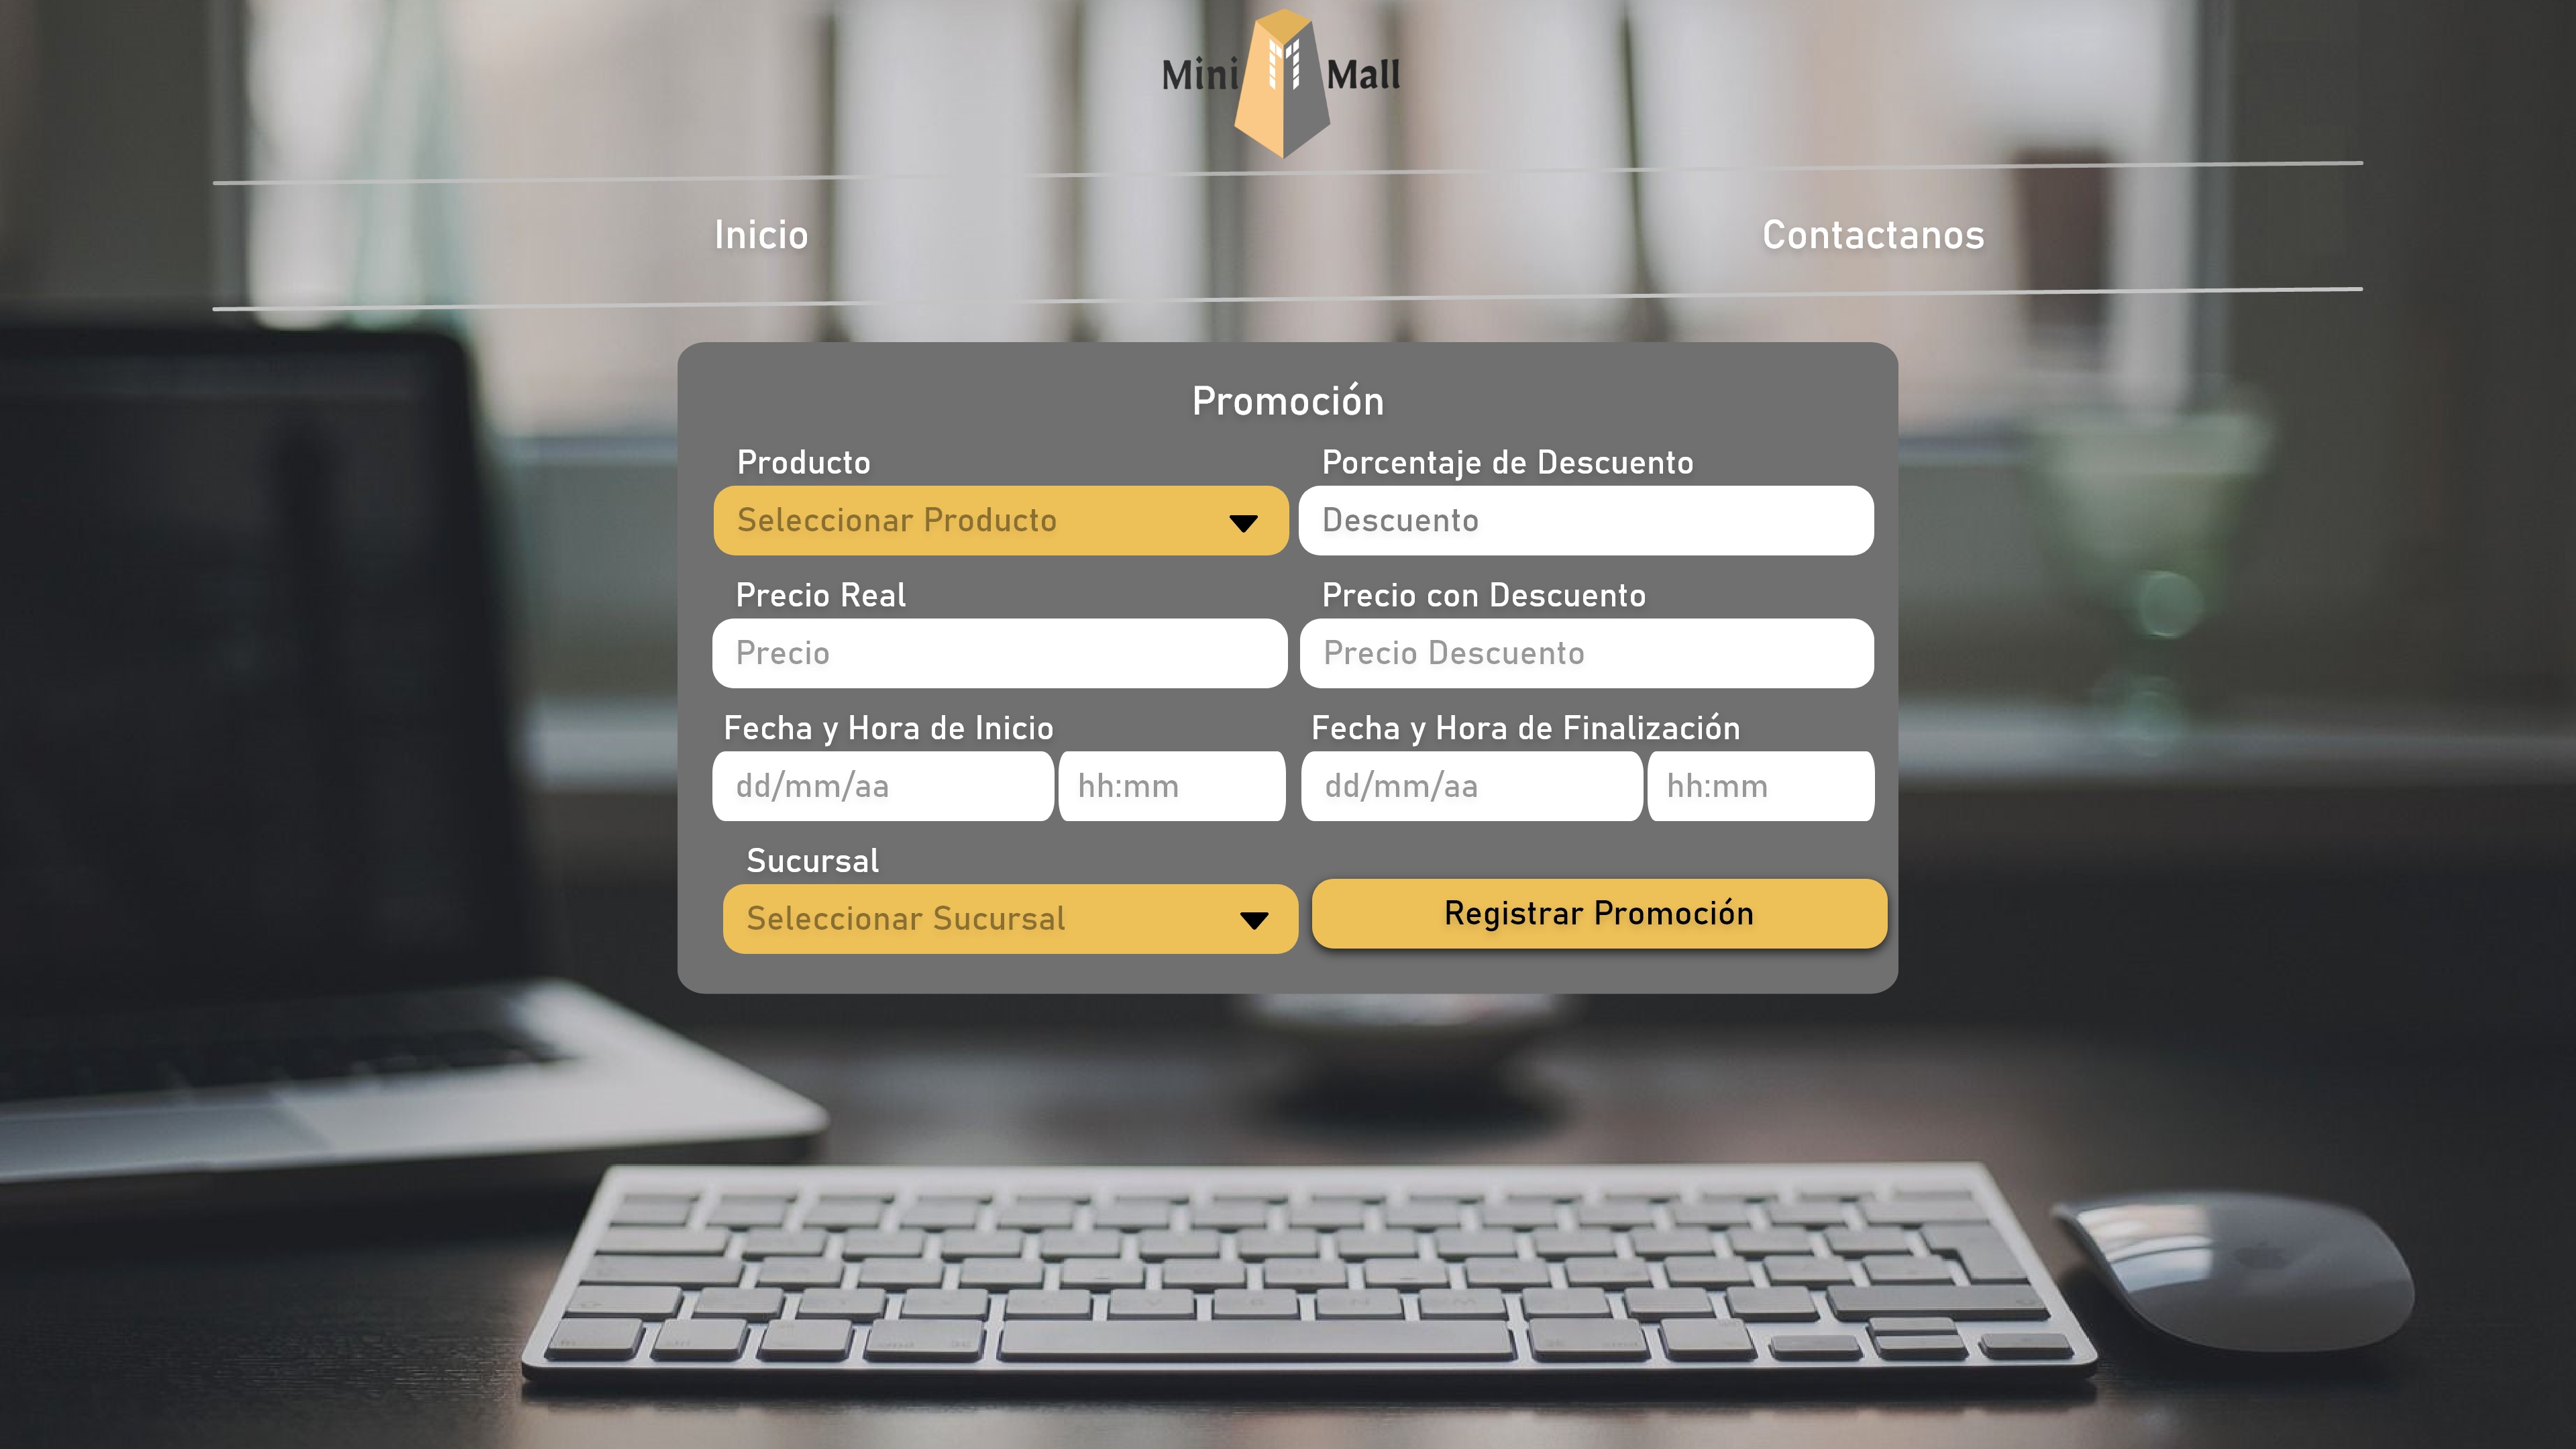 Mini Mall
Inicio Contactanos
Promoción
Producto Porcentaje de Descuento
Seleccionar Producto Descuento
Precio Real Precio con Descuento
Precio Precio Descuento
Fecha y Hora de Inicio Fecha y Hora de Finalización
dd/mm/aa hh:mm dd/mm/aa hh:mm
Sucursal
Seleccionar Sucursal Registrar Promoción